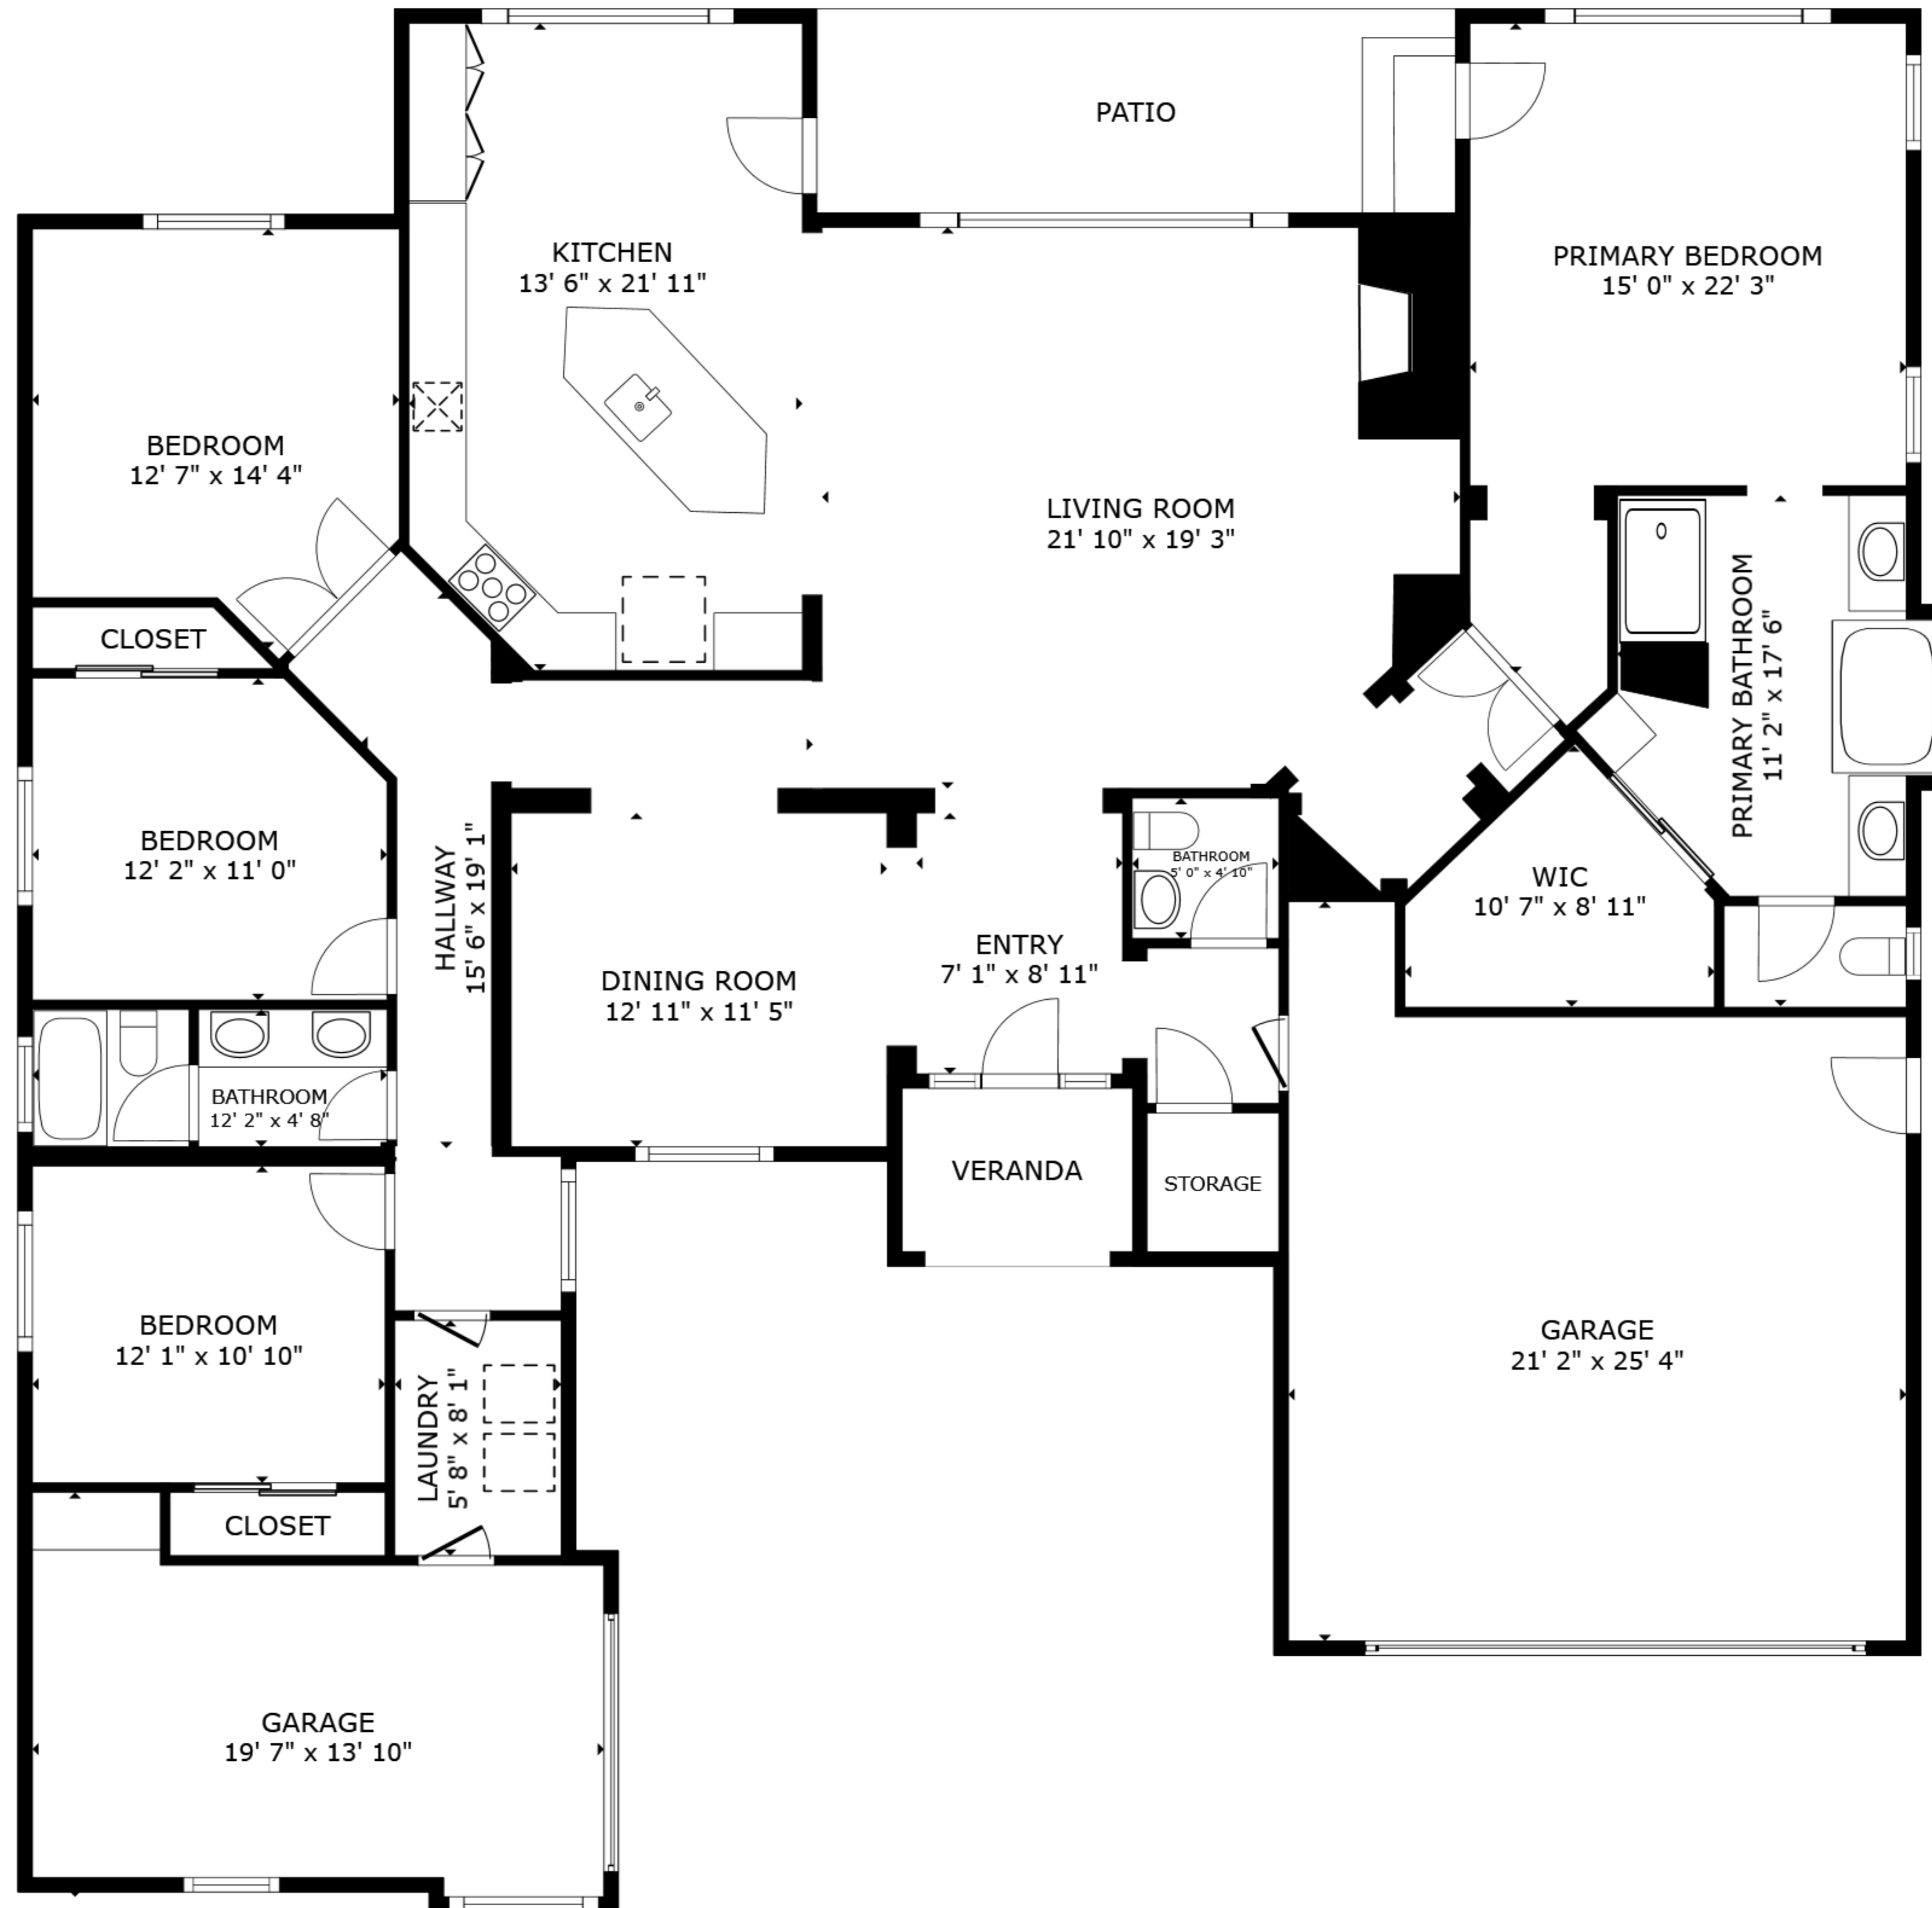 PATIO
KITCHEN
13' 6" x 21' 11"
PRIMARY BEDROOM
15' 0" x 22' 3"
BEDROOM
12' 7" x 14' 4"
LIVING ROOM
21' 10" x 19' 3"
CLOSET
PRIMARY BATHROOM
11' 2" x 17' 6"
BEDROOM
12' 2" x 11' 0"
HALLWAY
15' 6" x 19' 1"
BATHROOM
5' 0" x 4' 10"
WIC
10' 7" x 8' 11"
DINING ROOM
12' 11" x 11' 5"
ENTRY
7' 1" x 8' 11"
BATHROOM
12' 2" x 4' 8"
VERANDA
STORAGE
BEDROOM
12' 1" x 10' 10"
LAUNDRY
5' 8" x 8' 1"
GARAGE
21' 2" x 25' 4"
CLOSET
GARAGE
19' 7" x 13' 10"